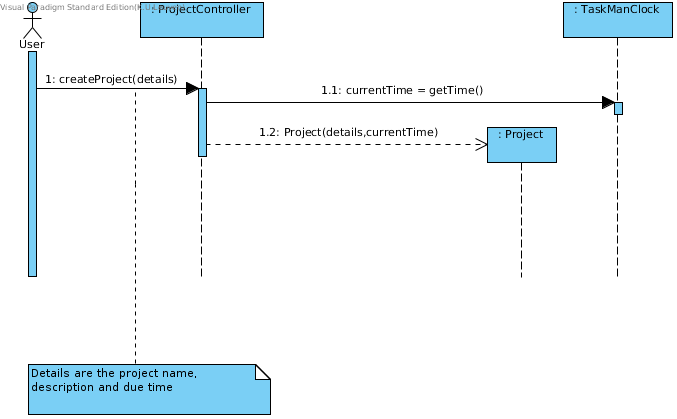 Visual Paradigm Standard Edition(K.U.Leuven)
: ProjectController
: TaskManClock
User
1: createProject(details)
1.1: currentTime = getTime()
1.2: Project(details,currentTime)
: Project
Details are the project name,
description and due time